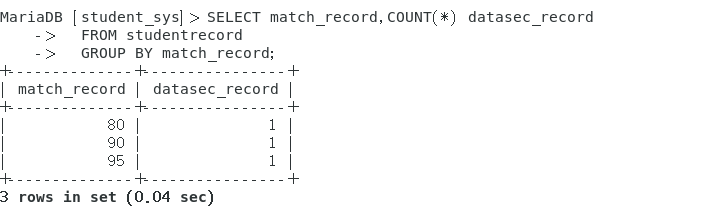 MariaDB [student_sys]> SELECT match_record,COUNT(*) datasec_record
    ->   FROM studentrecord
    ->   GROUP BY match_record;
+--------------+----------------+
| match_record | datasec_record |
+--------------+----------------+
|           80 |              1 |
|           90 |              1 |
|           95 |              1 |
+--------------+----------------+
3 rows in set (0.04 sec)